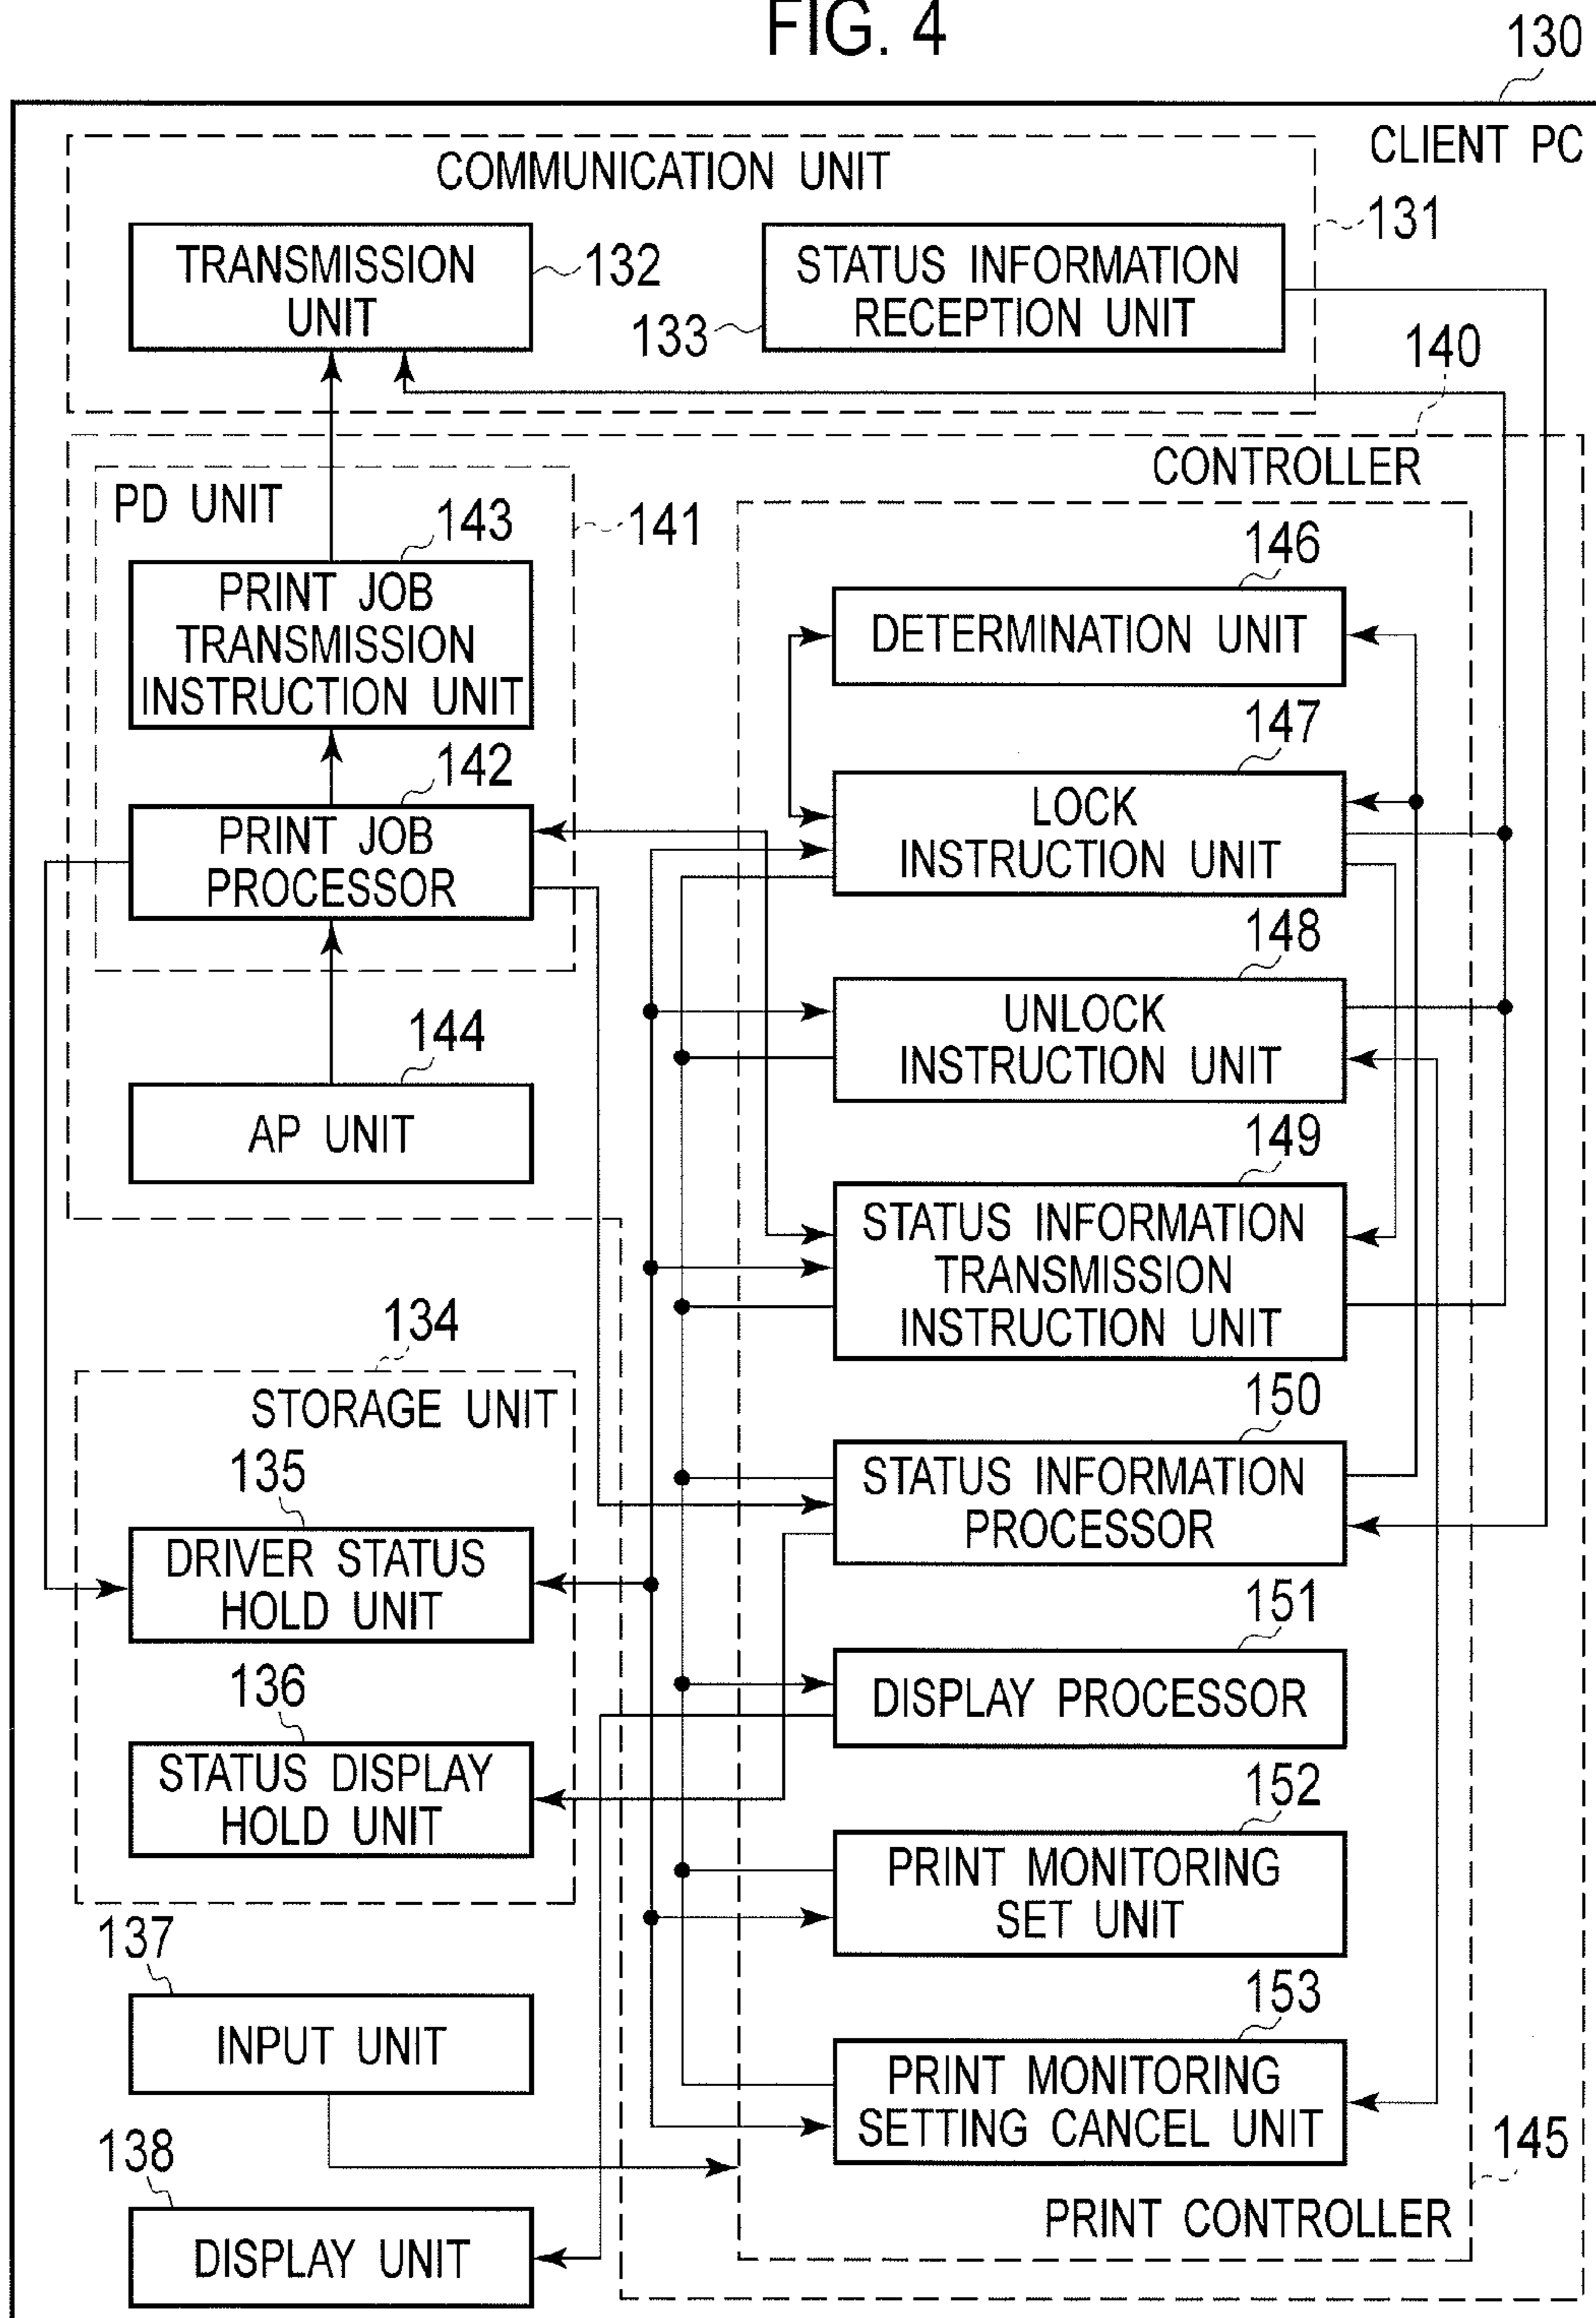 FIG. 4
130
CLIENT PC
COMMUNICATION UNIT
131
TRANSMISSION
UNIT
132
STATUS INFORMATION
RECEPTION UNIT
133
140
CONTROLLER
PD UNIT
141
143
PRINT JOB
TRANSMISSION
INSTRUCTION UNIT
142
PRINT JOB
PROCESSOR
144
AP UNIT
146
DETERMINATION UNIT
147
LOCK
INSTRUCTION UNIT
148
UNLOCK
INSTRUCTION UNIT
149
STATUS INFORMATION
TRANSMISSION
INSTRUCTION UNIT
134
STORAGE UNIT
135
DRIVER STATUS
HOLD UNIT
136
STATUS DISPLAY
HOLD UNIT
150
STATUS INFORMATION
PROCESSOR
151
DISPLAY PROCESSOR
152
PRINT MONITORING
SET UNIT
153
PRINT MONITORING
SETTING CANCEL UNIT
145
PRINT CONTROLLER
137
INPUT UNIT
138
DISPLAY UNIT